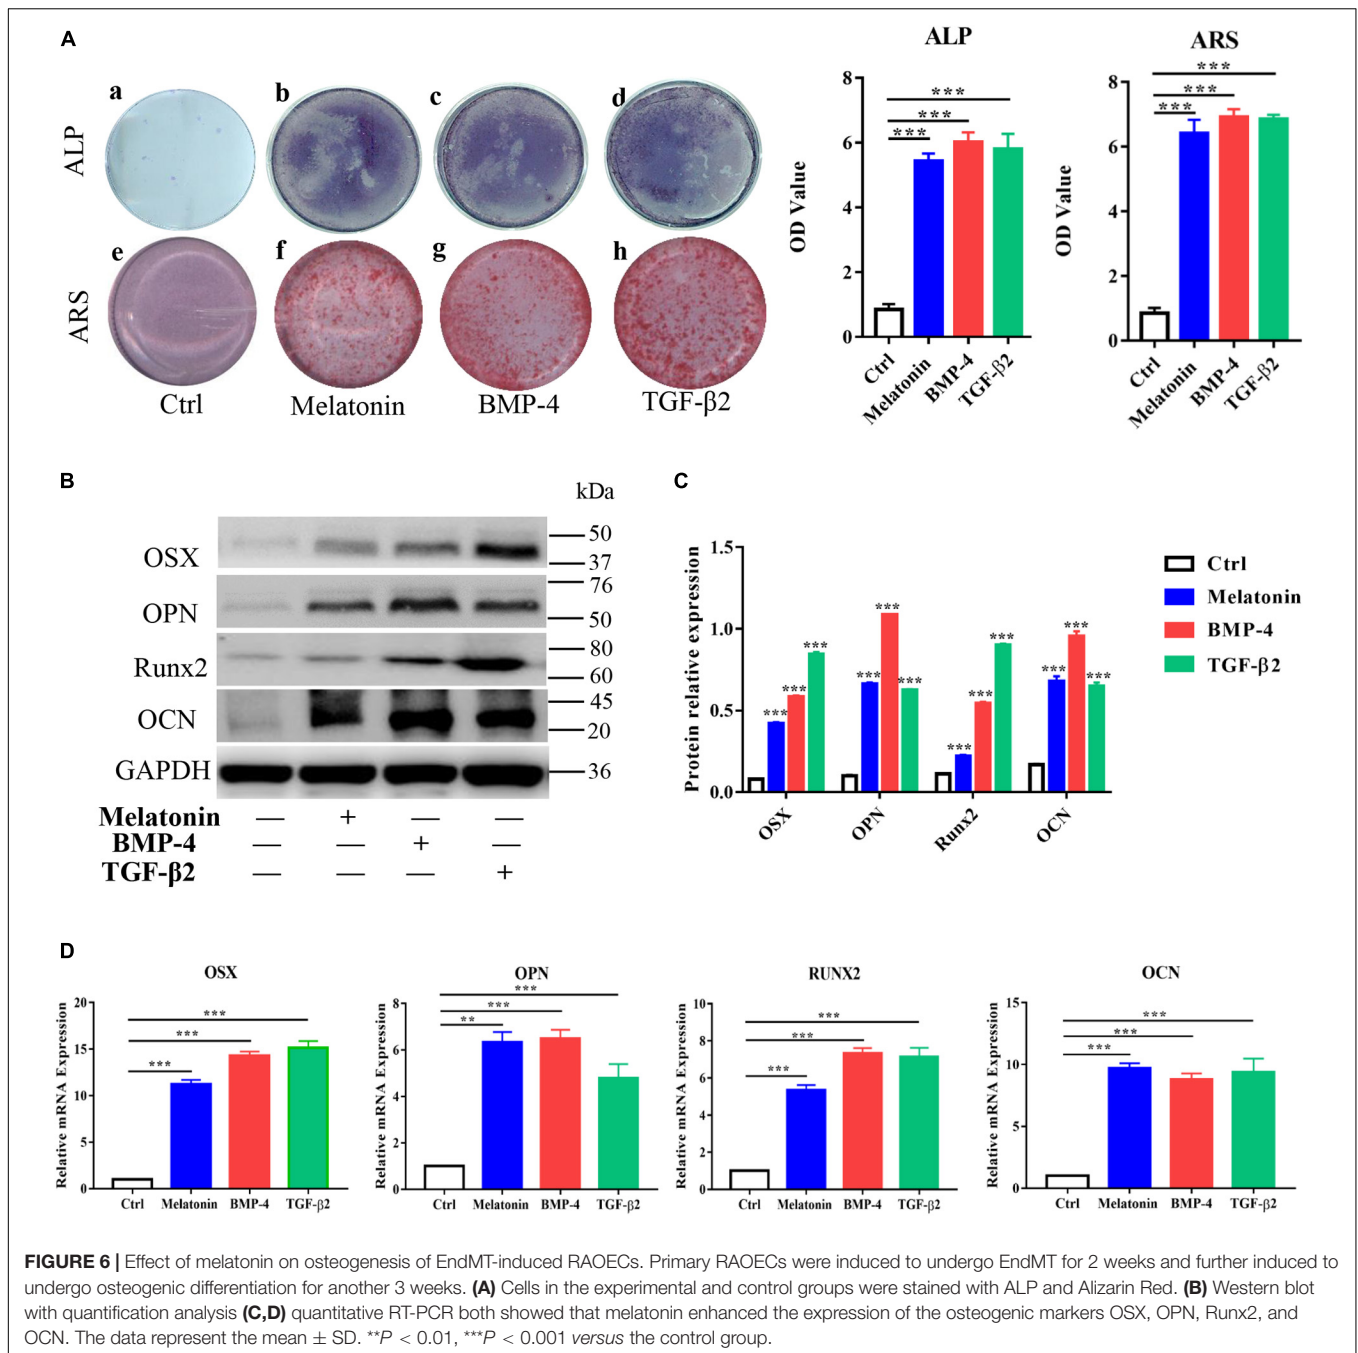 A
a b c d
ALP
e f g h
ARS
Ctrl Melatonin BMP-4 TGF-β2
ALP
OD Value
8
6
4
2
0
***
***
***
Ctrl
Melatonin
BMP-4
TGF-β2
ARS
OD Value
8
6
4
2
0
***
***
***
Ctrl
Melatonin
BMP-4
TGF-β2
B
kDa
OSX
50
37
OPN
76
50
Runx2
80
60
OCN
45
20
GAPDH
36
Melatonin — + — —
BMP-4 — — + —
TGF-β2 — — — +
C
Protein relative expression
1.5
1.0
0.5
0.0
*** *** ***
*** *** ***
*** *** ***
*** *** ***
OSX OPN Runx2 OCN
Ctrl
Melatonin
BMP-4
TGF-β2
D
OSX
Relative mRNA Expression
20
15
10
5
0
***
***
***
Ctrl Melatonin BMP-4 TGF-β2
OPN
Relative mRNA Expression
8
6
4
2
0
***
***
**
Ctrl Melatonin BMP-4 TGF-β2
RUNX2
Relative mRNA Expression
10
8
6
4
2
0
***
***
***
Ctrl Melatonin BMP-4 TGF-β2
OCN
Relative mRNA Expression
15
10
5
0
***
***
***
Ctrl Melatonin BMP-4 TGF-β2
FIGURE 6 | Effect of melatonin on osteogenesis of EndMT-induced RAOECs. Primary RAOECs were induced to undergo EndMT for 2 weeks and further induced to
undergo osteogenic differentiation for another 3 weeks. (A) Cells in the experimental and control groups were stained with ALP and Alizarin Red. (B) Western blot
with quantification analysis (C,D) quantitative RT-PCR both showed that melatonin enhanced the expression of the osteogenic markers OSX, OPN, Runx2, and
OCN. The data represent the mean ± SD. **P < 0.01, ***P < 0.001 versus the control group.